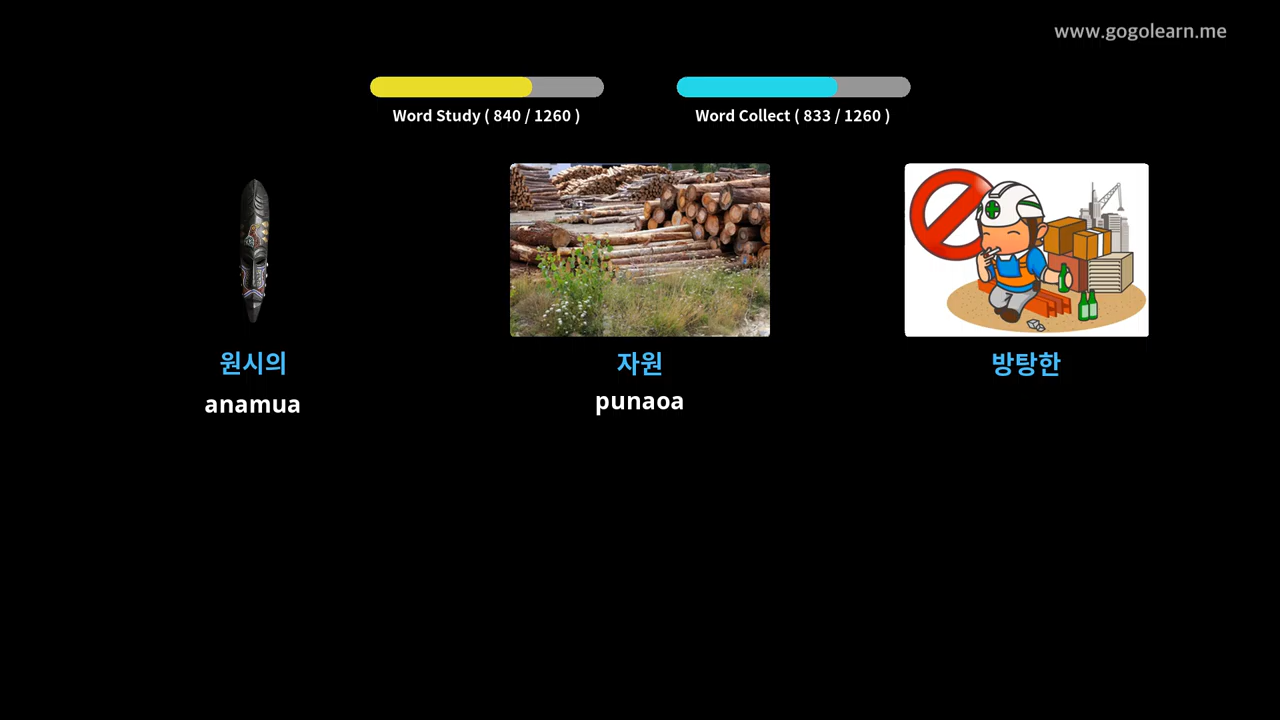 www.gogolearn.me
Word Study ( 840 / 1260 )
Word Collect ( 833 / 1260 )
원시의
자원
방탕한
anamua
punaoa